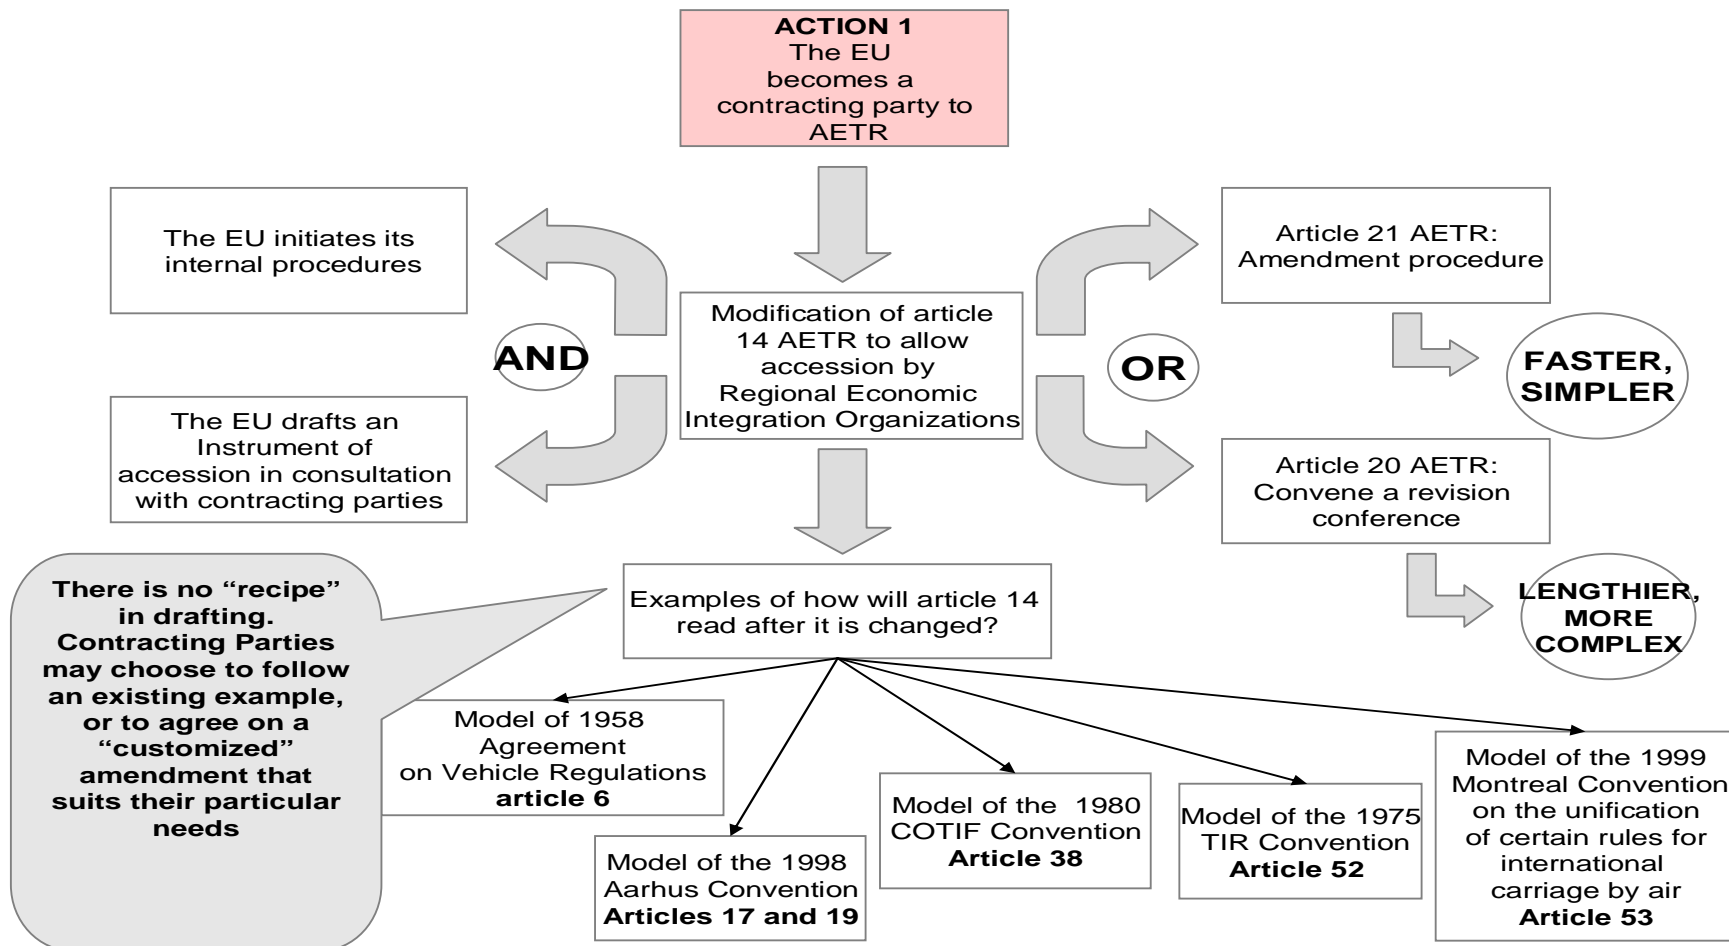 ACTION 1
The EU
becomes a
contracting party to
AETR
The EU initiates its
internal procedures
AND
The EU drafts an
Instrument of
accession in consultation
with contracting parties
Modification of article
14 AETR to allow
accession by
Regional Economic
Integration Organizations
OR
Article 21 AETR:
Amendment procedure
FASTER,
SIMPLER
Article 20 AETR:
Convene a revision
conference
LENGTHIER,
MORE
COMPLEX
There is no “recipe”
in drafting.
Contracting Parties
may choose to follow
an existing example,
or to agree on a
“customized”
amendment that
suits their particular
needs
Examples of how will article 14
read after it is changed?
Model of 1958
Agreement
on Vehicle Regulations
article 6
Model of the 1998
Aarhus Convention
Articles 17 and 19
Model of the 1980
COTIF Convention
Article 38
Model of the 1975
TIR Convention
Article 52
Model of the 1999
Montreal Convention
on the unification
of certain rules for
international
carriage by air
Article 53